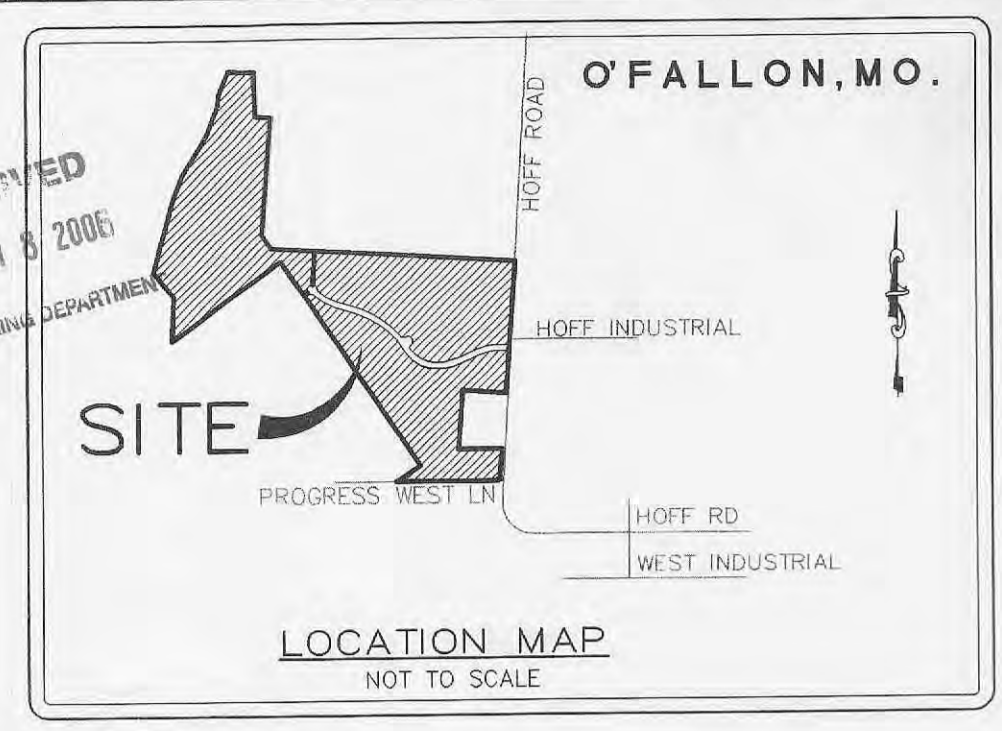 O'FALLON, MO.
HOFF ROAD
2006
HOFF INDUSTRIAL
SITE
PROGRESS WEST LN
HOFF RD
WEST INDUSTRIAL
LOCATION MAP
NOT TO SCALE